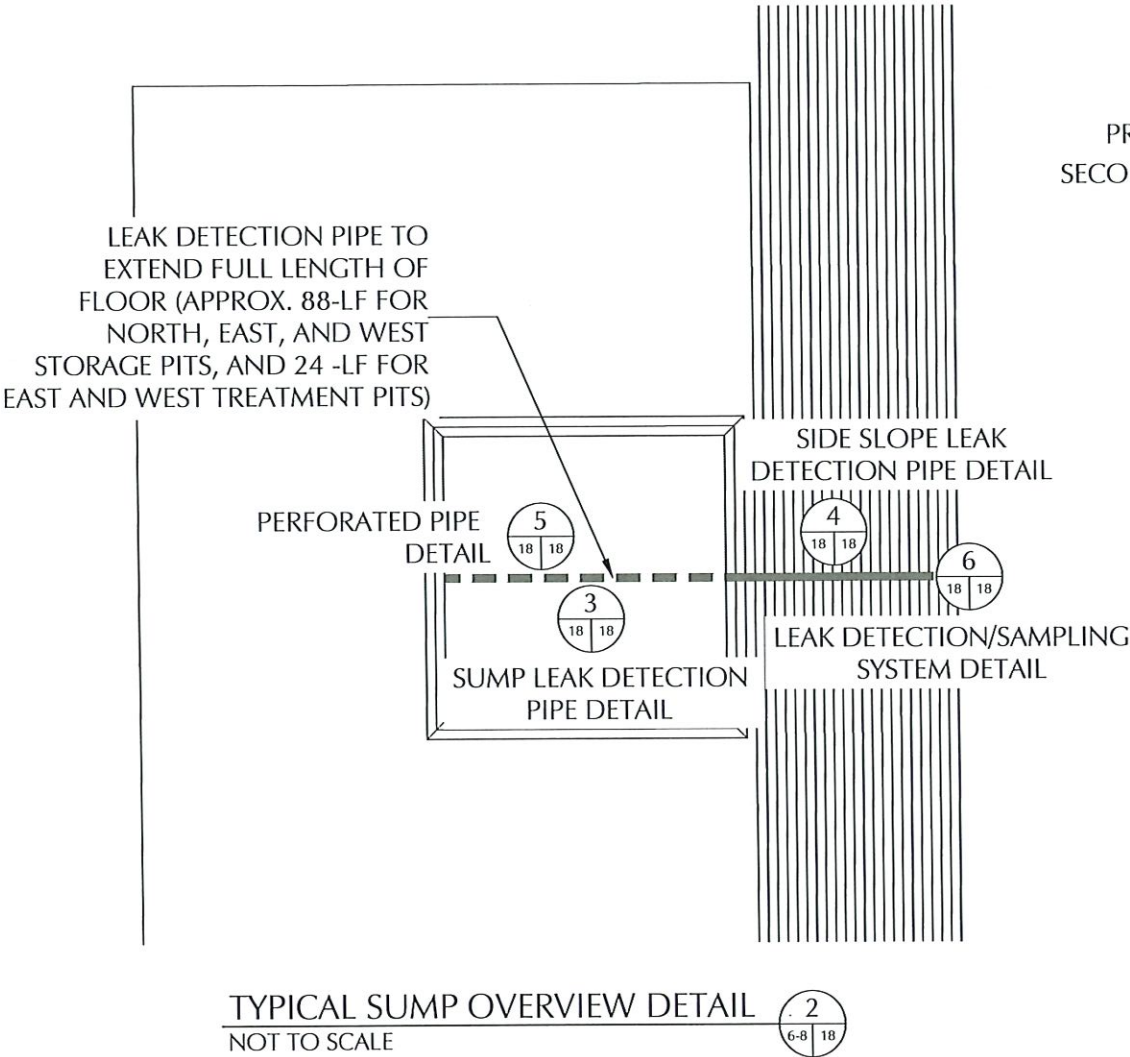 PR
SECO
LEAK DETECTION PIPE TO
EXTEND FULL LENGTH OF
FLOOR (APPROX. 88-LF FOR
NORTH, EAST, AND WEST
STORAGE PITS, AND 24 -LF FOR
EAST AND WEST TREATMENT PITS)
SIDE SLOPE LEAK
DETECTION PIPE DETAIL
4
18 18
PERFORATED PIPE
DETAIL
5
18 18
6
18 18
3
18 18
LEAK DETECTION/SAMPLING
SYSTEM DETAIL
SUMP LEAK DETECTION
PIPE DETAIL
TYPICAL SUMP OVERVIEW DETAIL
NOT TO SCALE
2
6-8 18